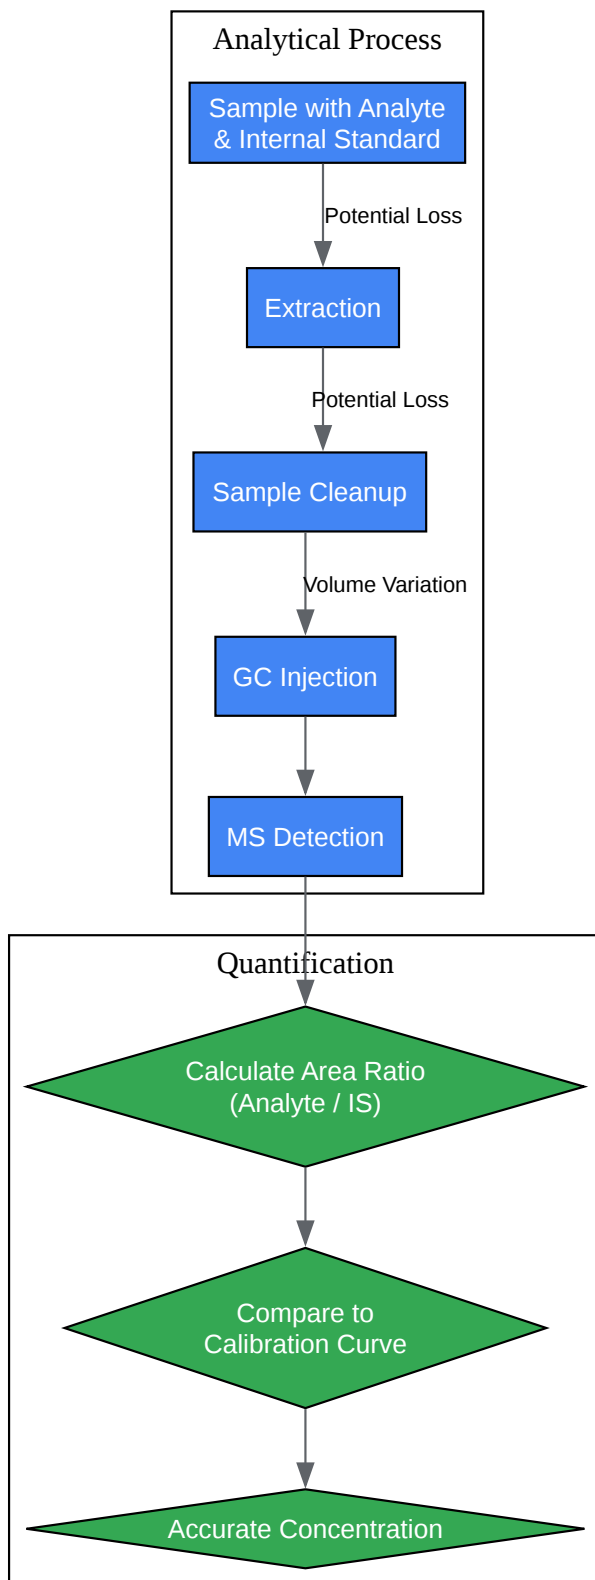 Analytical Process
Sample with Analyte
& Internal Standard
Potential Loss
Extraction
Potential Loss
Sample Cleanup
Volume Variation
GC Injection
MS Detection
Quantification
Calculate Area Ratio
(Analyte / IS)
Compare to
Calibration Curve
Accurate Concentration